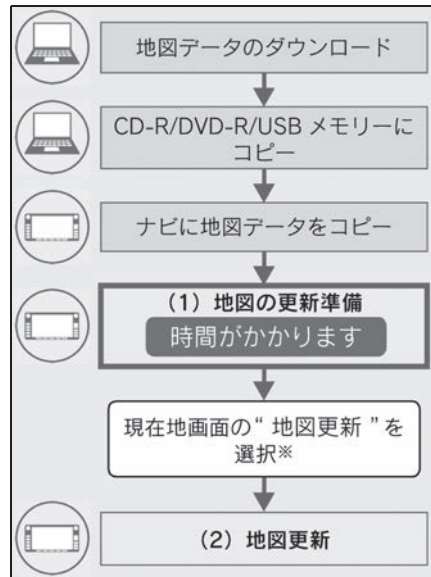 地図データのダウンロード
CD-R/DVD-R/USB メモリーに
コピー
ナビに地図データをコピー
(1) 地図の更新準備
時間がかかります
現在地画面の“ 地図更新 ”を
選択※
(2) 地図更新